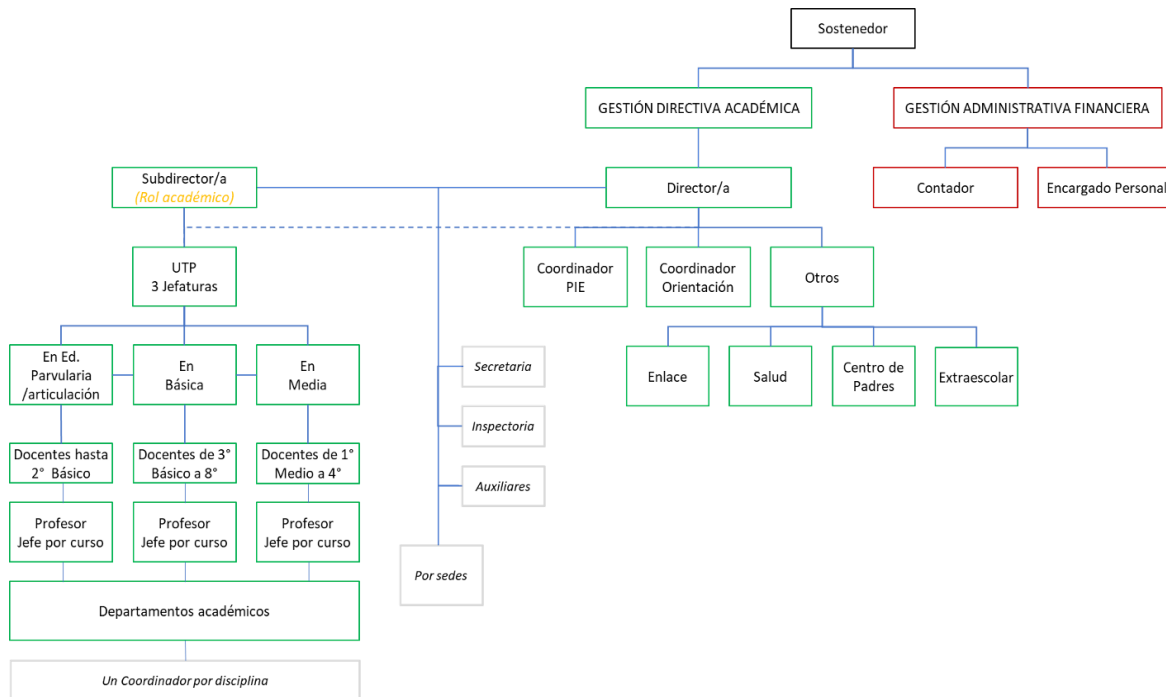 Sostenedor
GESTIÓN DIRECTIVA ACADÉMICA
GESTIÓN ADMINISTRATIVA FINANCIERA
Subdirector/a
(Rol académico)
Director/a
Contador
Encargado Personal
UTP
3 Jefaturas
Coordinador
PIE
Coordinador
Orientación
Otros
En Ed.
Parvularia
/articulación
En
Básica
En
Media
Secretaria
Enlace
Salud
Centro de
Padres
Extraescolar
Inspectoria
Docentes hasta
2° Básico
Docentes de 3°
Básico a 8°
Docentes de 1°
Medio a 4°
Auxiliares
Profesor
Jefe por curso
Profesor
Jefe por curso
Profesor
Jefe por curso
Por sedes
Departamentos académicos
Un Coordinador por disciplina